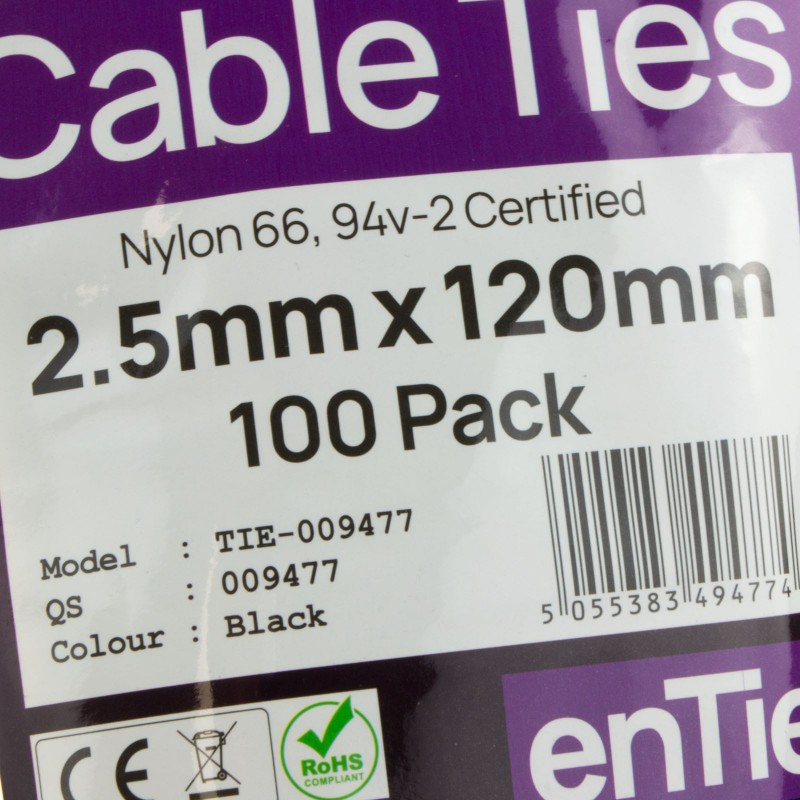 Cable Ties
Nylon 66, 94v-2 Certified
2.5mm x 120mm
100 Pack
Model : TIE-009477
QS : 009477
Colour : Black
5 055383 494774
CE
RoHS
COMPLIANT
enTie